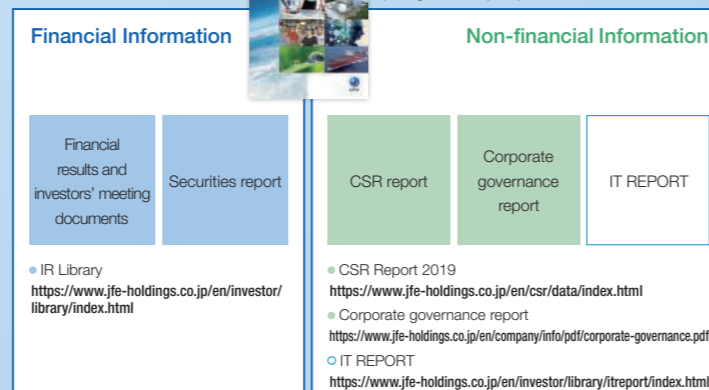 Financial Information
Non-financial Information
Financial
results and
investors' meeting
documents
Securities report
CSR report
Corporate
governance
report
IT REPORT
IR Library
https://www.jfe-holdings.co.jp/en/investor/
library/index.html
CSR Report 2019
https://www.jfe-holdings.co.jp/en/csr/data/index.html
Corporate governance report
https://www.jfe-holdings.co.jp/en/company/info/pdf/corporate-governance.pdf
IT REPORT
https://www.jfe-holdings.co.jp/en/investor/library/itreport/index.html